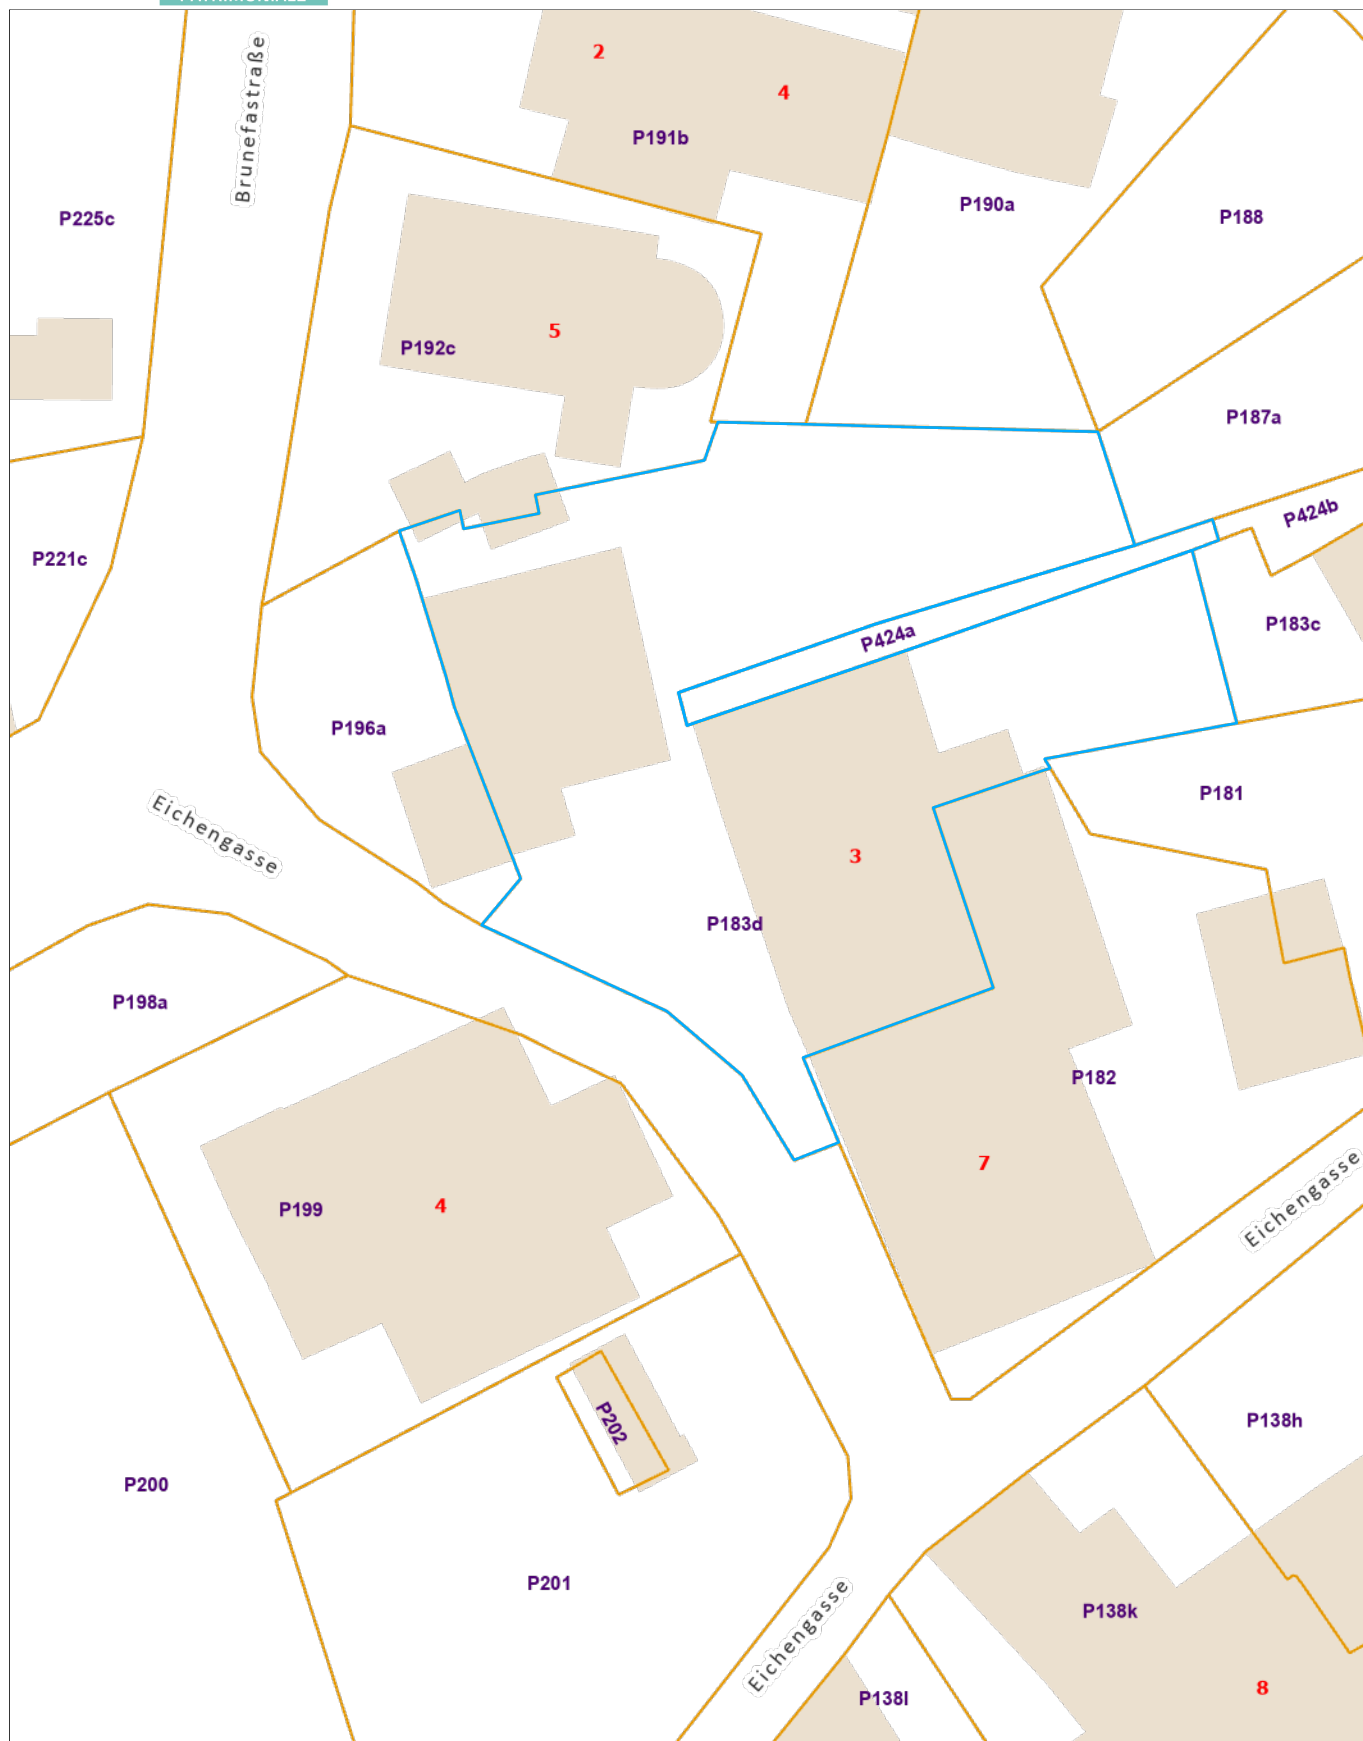 Brunefastraße
2
4
P191b
P190a
P188
P225c
5
P192c
P187a
P424b
P221c
P424a
P183c
P196a
P181
Eichengasse
3
P183d
P198a
P182
7
P199
4
Eichengasse
P202
P138h
P200
P201
Eichengasse
P138k
8
P138l